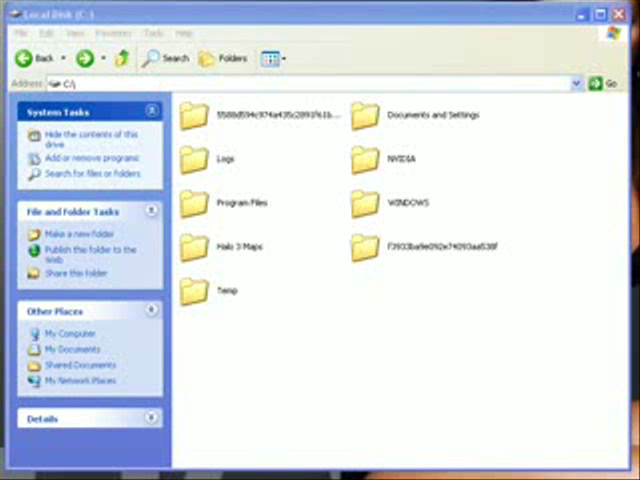 Local Disk (C:)
File Edit View Favorites Tools Help
Back Search Folders
Address C:\ Go
System Tasks
Hide the contents of this
drive
Add or remove programs
Search for files or folders
File and Folder Tasks
Make a new folder
Publish this folder to the
Web
Share this folder
Other Places
My Computer
My Documents
Shared Documents
My Network Places
Details
Documents and Settings
Logs
NVIDIA
Program Files
WINDOWS
Halo 3 Maps
Temp